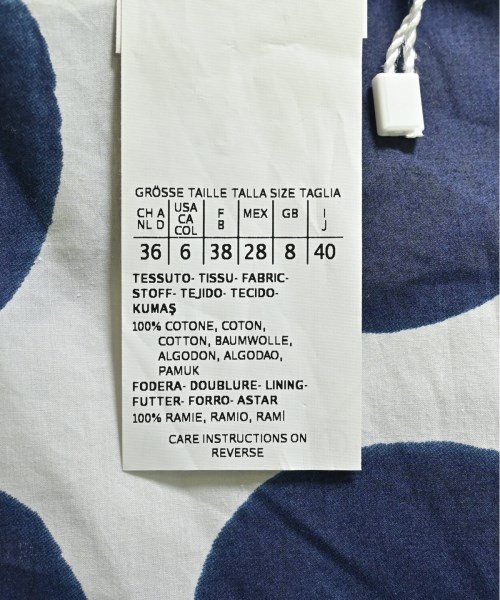 GRÖSSE TAILLE TALLA SIZE TAGLIA
CH A USA F MEX GB I
NL D CA B J
COL
36 6 38 28 8 40
TESSUTO- TISSU- FABRIC-
STOFF- TEJIDO- TECIDO-
KUMAŞ
100% COTONE, COTON,
COTTON, BAUMWOLLE,
ALGODON, ALGODAO,
PAMUK
FODERA- DOUBLURE- LINING-
FUTTER- FORRO- ASTAR
100% RAMIE, RAMIO, RAMİ
CARE INSTRUCTIONS ON
REVERSE